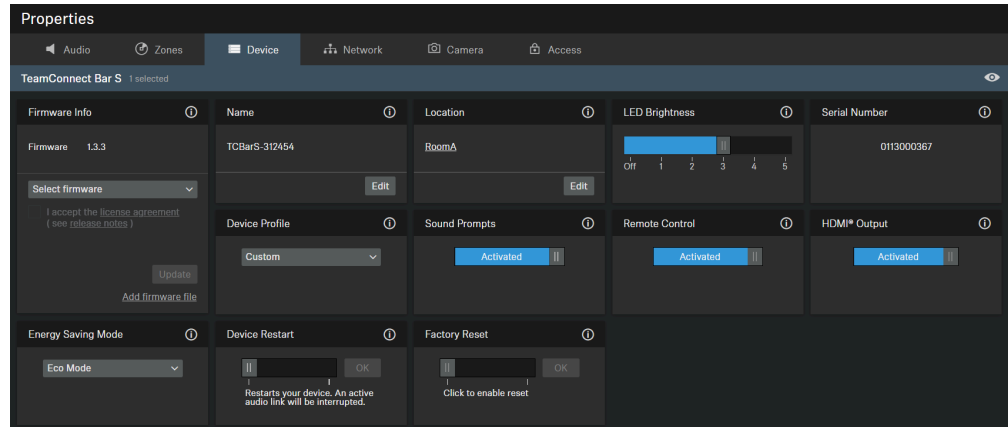 Properties
Audio
Zones
Device
Network
Camera
Access
TeamConnect Bar S 1 selected
Firmware Info
Firmware 1.3.3
Select firmware
I accept the license agreement
( see release notes )
Update
Add firmware file
Name
TCBarS-312454
Edit
Location
RoomA
Edit
LED Brightness
Off 1 2 3 4 5
Serial Number
0113000367
Device Profile
Custom
Sound Prompts
Activated
Remote Control
Activated
HDMI® Output
Activated
Energy Saving Mode
Eco Mode
Device Restart
OK
Restarts your device. An active
audio link will be interrupted.
Factory Reset
OK
Click to enable reset